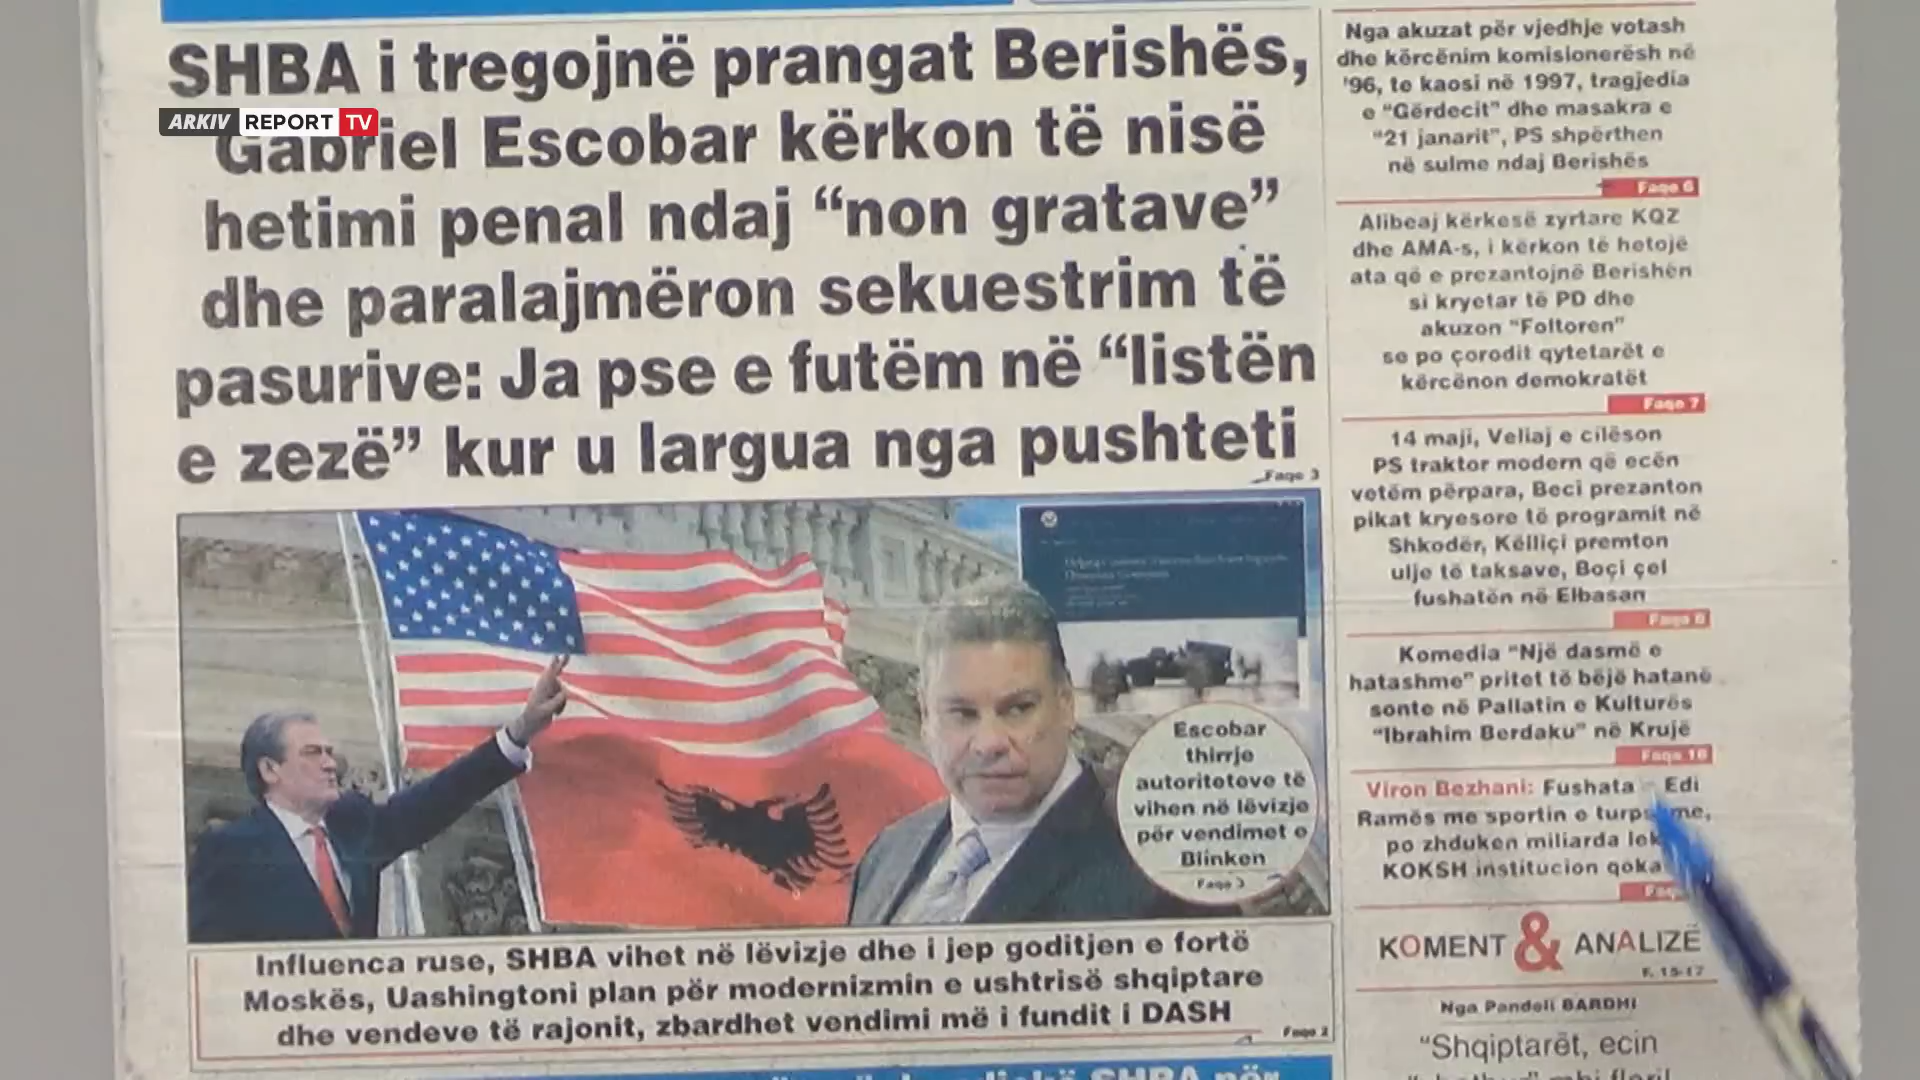 SHBA i tregojnë prangat Berishës,
Gabriel Escobar kërkon të nisë
hetimi penal ndaj “non gratave”
dhe paralajmëron sekuestrim të
pasurive: Ja pse e futëm në “listën
e zezë” kur u largua nga pushteti
Faqe 3
ARKIV REPORT TV
Escobar
thirrje
autoriteteve të
vihen në lëvizje
për vendimet e
Blinken
Faqe 3
Influenca ruse, SHBA vihet në lëvizje dhe i jep goditjen e fortë
Moskës, Uashingtoni plan për modernizmin e ushtrisë shqiptare
dhe vendeve të rajonit, zbardhet vendimi më i fundit i DASH
Faqe 2
SHBA për
Nga akuzat për vjedhje votash
dhe kërcënim komisionerësh në
’96, te kaosi në 1997, tragjedia
e “Gërdecit” dhe masakra e
“21 janarit”, PS shpërthen
në sulme ndaj Berishës
Faqe 6
Alibeaj kërkesë zyrtare KQZ
dhe AMA-s, i kërkon të hetojë
ata që e prezantojnë Berishën
si kryetar të PD dhe
akuzon “Foltoren”
se po çorodit qytetarët e
kërcënon demokratët
Faqe 7
14 maji, Veliaj e cilëson
PS traktor modern që ecën
vetëm përpara, Beci prezanton
pikat kryesore të programit në
Shkodër, Këlliçi premton
ulje të taksave, Boçi çel
fushatën në Elbasan
Faqe 8
Komedia “Një dasmë e
hatashme” pritet të bëjë hatanë
sonte në Pallatin e Kulturës
“Ibrahim Berdaku” në Krujë
Faqe 18
Viron Bezhani: Fushata Edi
Ramës me sportin e
po zhduken miliarda
KOKSH institucion
KOMENT & ANALIZË
F. 15-17
Nga Pandeli BARDHI
“Shqiptarët, ecin